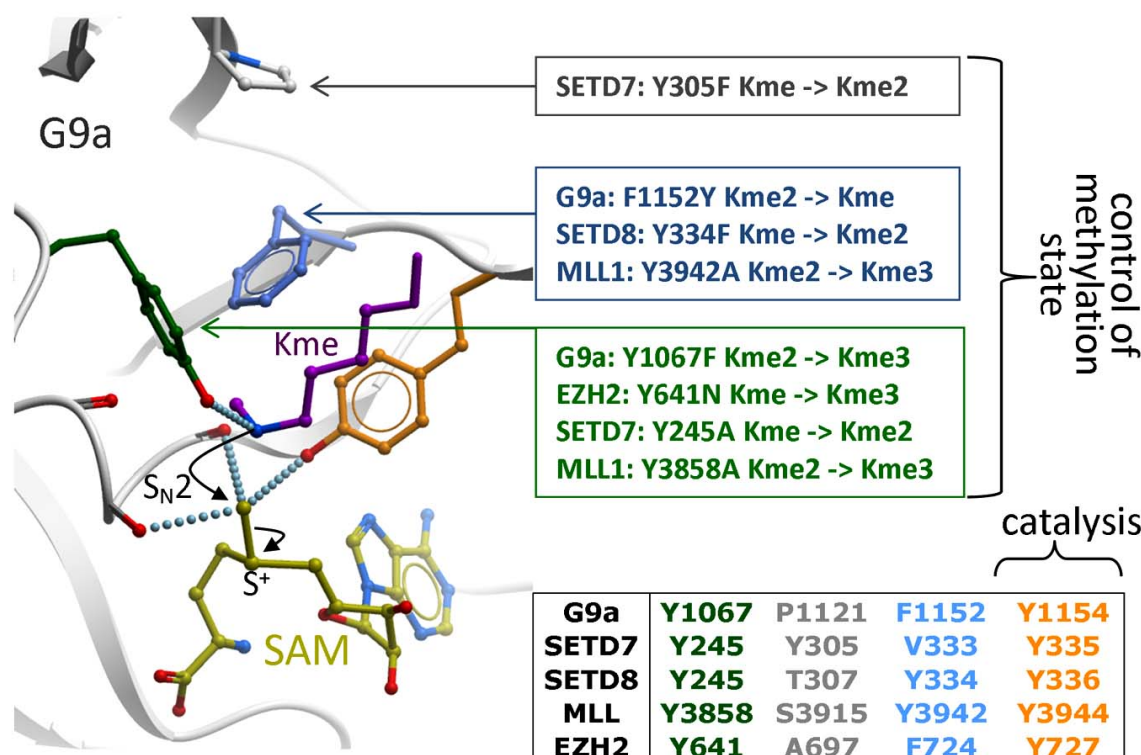 G9a
SETD7: Y305F Kme -> Kme2
G9a: F1152Y Kme2 -> Kme
SETD8: Y334F Kme -> Kme2
MLL1: Y3942A Kme2 -> Kme3
control of
methylation
state
Kme
G9a: Y1067F Kme2 -> Kme3
EZH2: Y641N Kme -> Kme3
SETD7: Y245A Kme -> Kme2
MLL1: Y3858A Kme2 -> Kme3
SN2
S+
SAM
catalysis
G9a Y1067 P1121 F1152 Y1154
SETD7 Y245 Y305 V333 Y335
SETD8 Y245 T307 Y334 Y336
MLL Y3858 S3915 Y3942 Y3944
EZH2 Y641 A697 F724 Y727